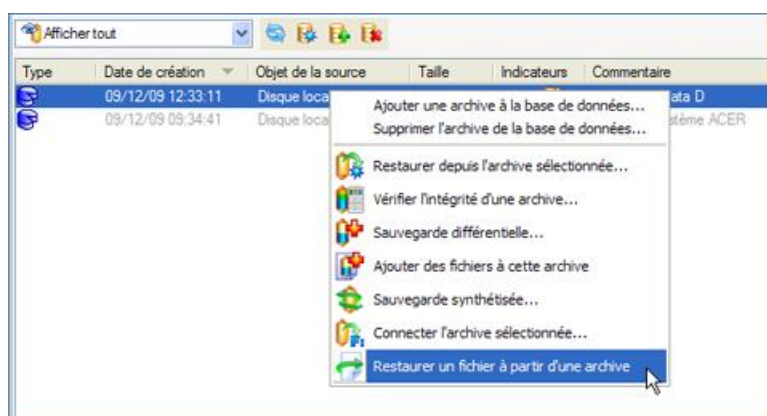 Afficher tout
Type Date de création Objet de la source Taille Indicateurs Commentaire
09/12/09 12:33:11 Disque loca ata D
09/12/09 09:34:41 Disque loca stème ACER
Ajouter une archive à la base de données...
Supprimer l'archive de la base de données...
Restaurer depuis l'archive sélectionnée...
Vérifier l'intégrité d'une archive...
Sauvegarde différentielle...
Ajouter des fichiers à cette archive
Sauvegarde synthétisée...
Connecter l'archive sélectionnée...
Restaurer un fichier à partir d'une archive